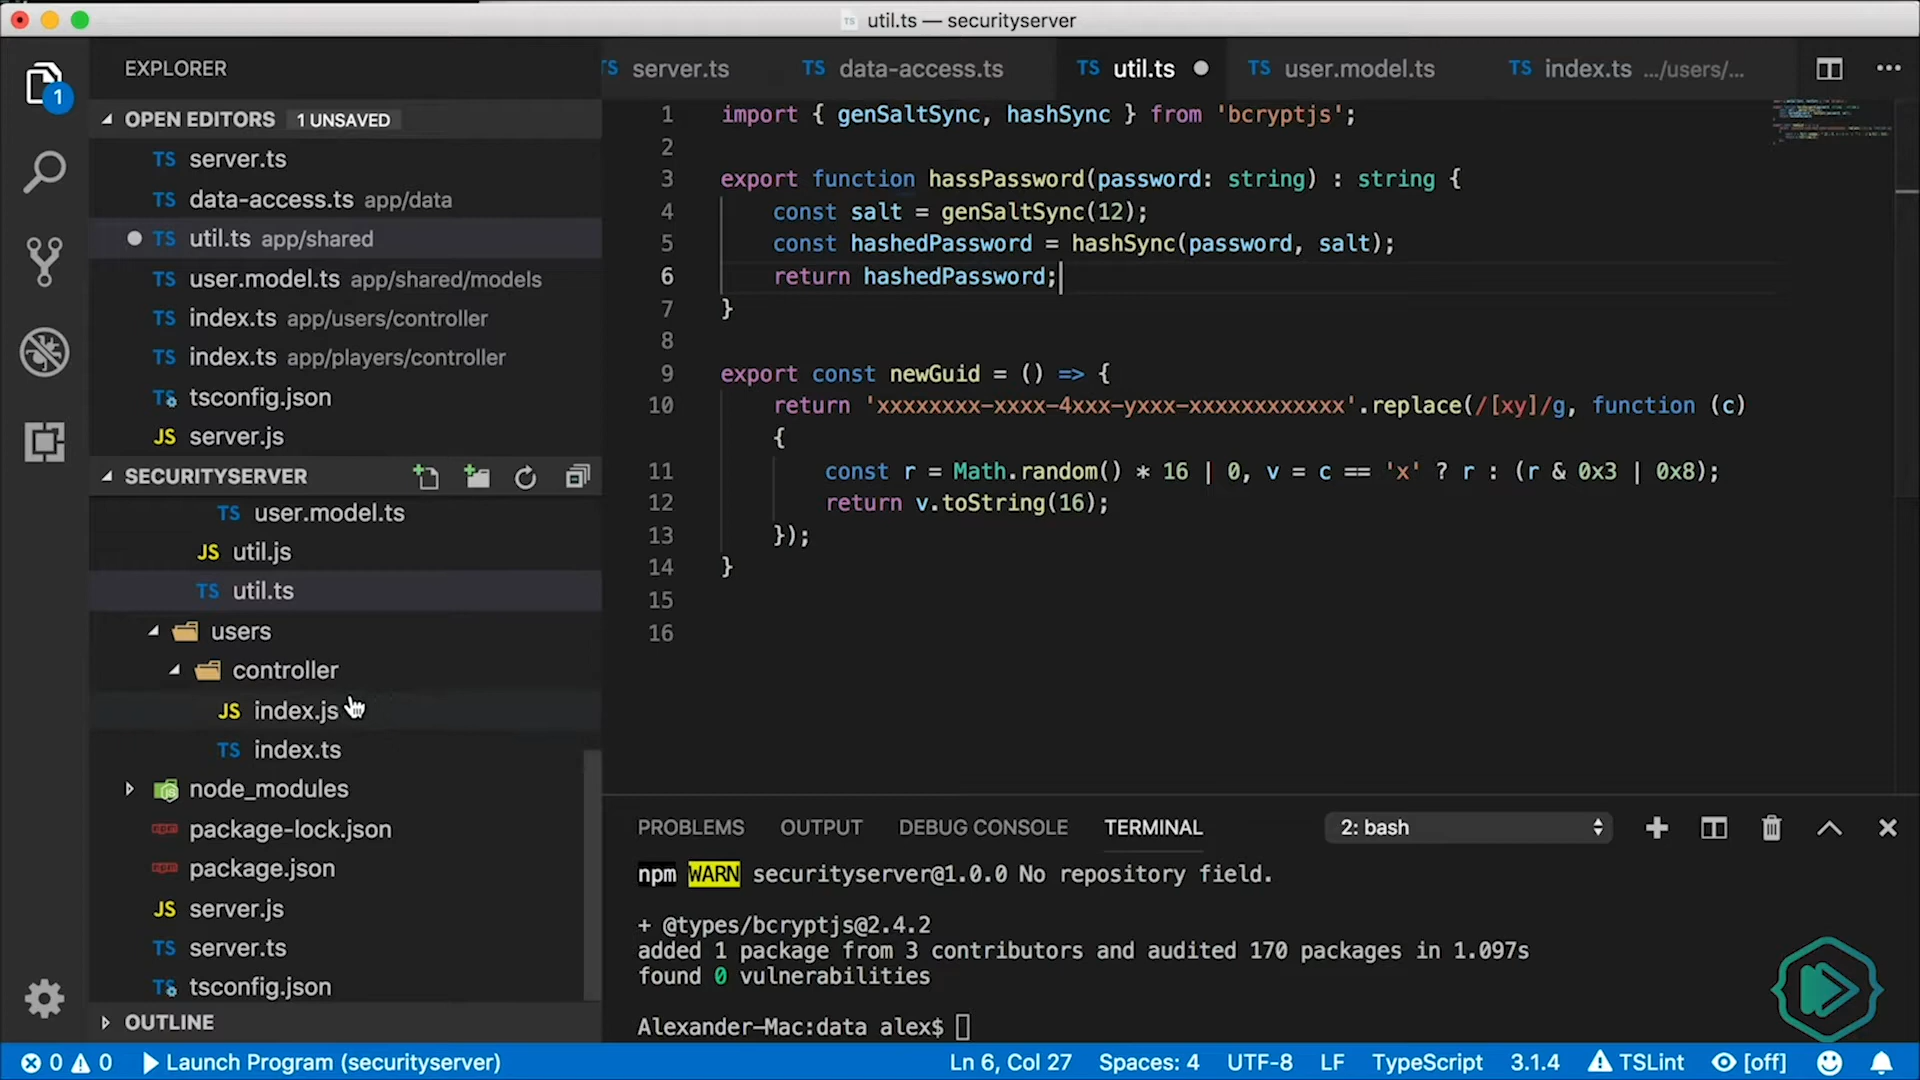 util.ts — securityserver
EXPLORER
OPEN EDITORS 1 UNSAVED
TS server.ts
TS data-access.ts app/data
TS util.ts app/shared
TS user.model.ts app/shared/models
TS index.ts app/users/controller
TS index.ts app/players/controller
TS tsconfig.json
JS server.js
SECURITYSERVER
TS user.model.ts
JS util.js
TS util.ts
users
controller
JS index.js
TS index.ts
node_modules
package-lock.json
package.json
JS server.js
TS server.ts
TS tsconfig.json
OUTLINE
1
TS server.ts TS data-access.ts TS util.ts TS user.model.ts TS index.ts .../users/...
1 import { genSaltSync, hashSync } from 'bcryptjs';
2
3 export function hassPassword(password: string) : string {
4 const salt = genSaltSync(12);
5 const hashedPassword = hashSync(password, salt);
6 return hashedPassword;
7 }
8
9 export const newGuid = () => {
10 return 'xxxxxxxx-xxxx-4xxx-yxxx-xxxxxxxxxxxx'.replace(/[xy]/g, function (c)
{
11 const r = Math.random() * 16 | 0, v = c == 'x' ? r : (r & 0x3 | 0x8);
12 return v.toString(16);
13 });
14 }
15
16
PROBLEMS OUTPUT DEBUG CONSOLE TERMINAL 2: bash
npm WARN securityserver@1.0.0 No repository field.
+ @types/bcryptjs@2.4.2
added 1 package from 3 contributors and audited 170 packages in 1.097s
found 0 vulnerabilities
Alexander-Mac:data alex$
0 0 Launch Program (securityserver) Ln 6, Col 27 Spaces: 4 UTF-8 LF TypeScript 3.1.4 TSLint [off]